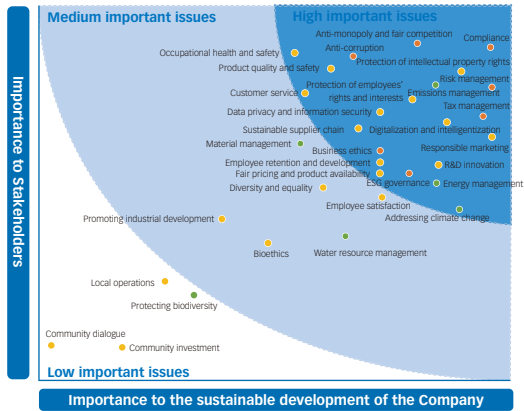 Medium important issues
High important issues
Anti-monopoly and fair competition
Compliance
Anti-corruption
Occupational health and safety
Protection of intellectual property rights
Product quality and safety
Risk management
Protection of employees'
rights and interests
Customer service
Emissions management
Tax management
Data privacy and information security
Sustainable supplier chain
Digitalization and intelligentization
Material management
Responsible marketing
Business ethics
Employee retention and development
R&D innovation
Fair pricing and product availability
ESG governance
Energy management
Diversity and equality
Employee satisfaction
Addressing climate change
Promoting industrial development
Bioethics
Water resource management
Local operations
Protecting biodiversity
Community dialogue
Community investment
Low important issues
Importance to Stakeholders
Importance to the sustainable development of the Company